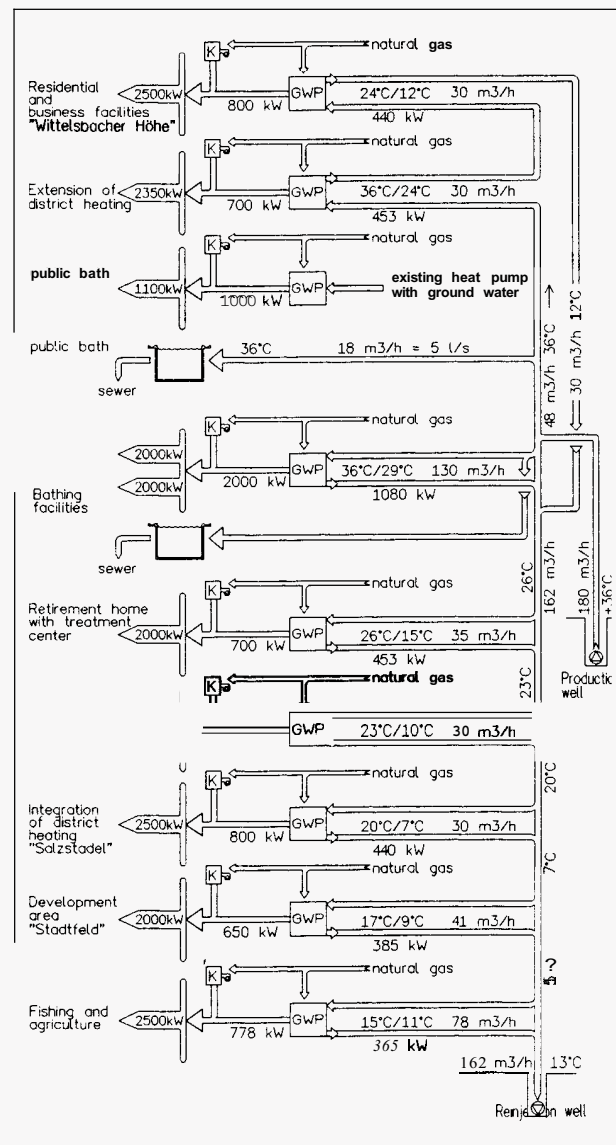 K
natural gas
Residential
and
business facilities
"Wittelsbacher Höhe"
2500kW
800 kW
GWP
24°C/12°C 30 m3/h
440 kW
K
natural gas
Extension of
district heating
2350kW
700 kW
GWP
36°C/24°C 30 m3/h
453 kW
K
natural gas
public bath
1100kW
1000 kW
GWP
existing heat pump
with ground water
48 m3/h 36°C
30 m3/h 12°C
public bath
36°C 18 m3/h = 5 l/s
sewer
K
natural gas
2000kW
2000kW
2000 kW
GWP
36°C/29°C 130 m3/h
1080 kW
Bathing
facilities
sewer
26°C
162 m3/h
180 m3/h
+36°C
K
natural gas
Retirement home
with treatment
center
2000kW
700 kW
GWP
26°C/15°C 35 m3/h
453 kW
23°C
Productic
well
K
natural gas
GWP
23°C/10°C 30 m3/h
20°C
K
natural gas
Integration
of district
heating
"Salzstadel"
2500kW
800 kW
GWP
20°C/7°C 30 m3/h
440 kW
7°C
K
natural gas
Development
area
"Stadtfeld"
2000kW
650 kW
GWP
17°C/9°C 41 m3/h
385 kW
?
K
natural gas
Fishing and
agriculture
2500kW
778 kW
GWP
15°C/11°C 78 m3/h
365 kW
162 m3/h 13°C
well